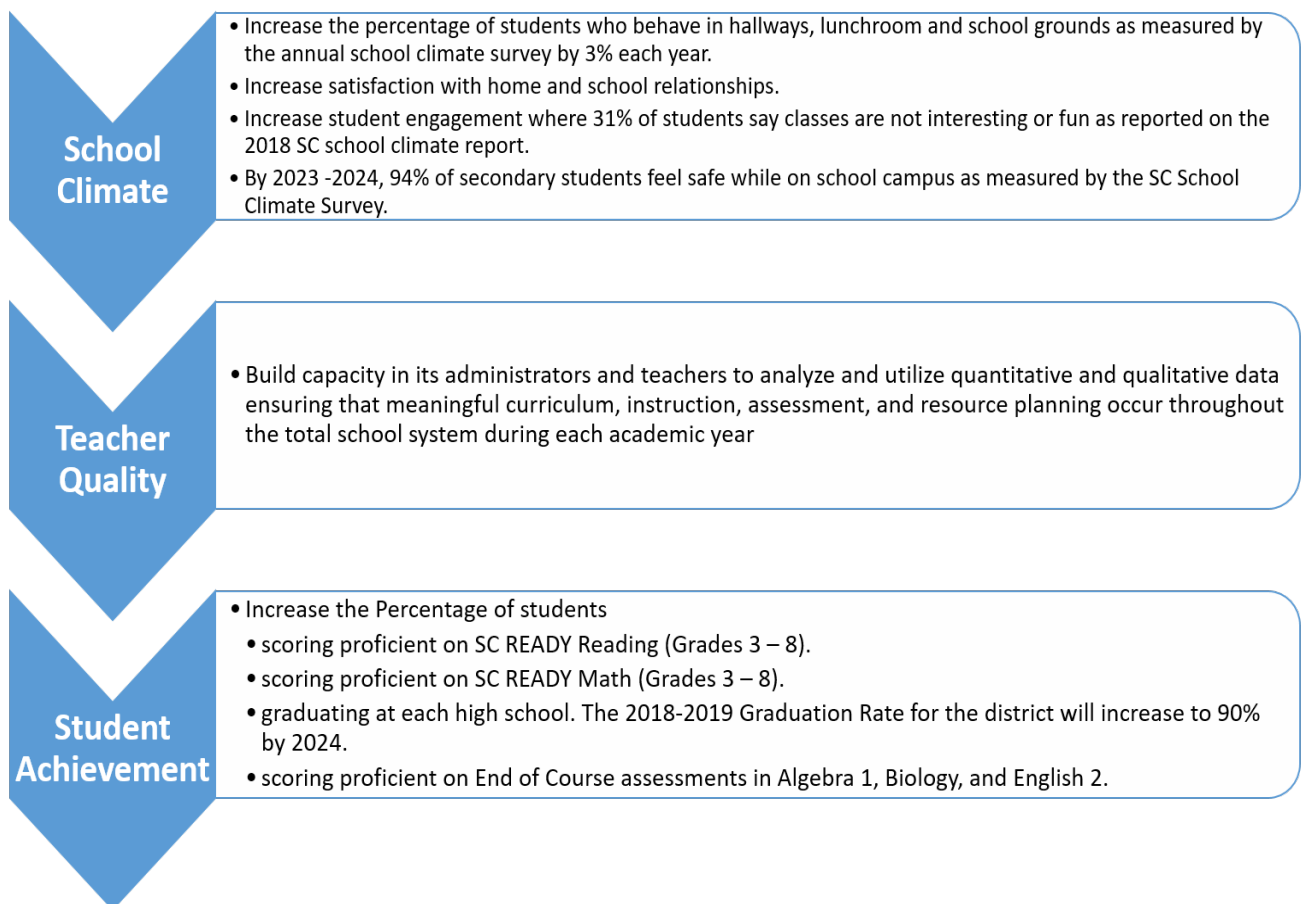 School
Climate
• Increase the percentage of students who behave in hallways, lunchroom and school grounds as measured by
the annual school climate survey by 3% each year.
• Increase satisfaction with home and school relationships.
• Increase student engagement where 31% of students say classes are not interesting or fun as reported on the
2018 SC school climate report.
• By 2023 -2024, 94% of secondary students feel safe while on school campus as measured by the SC School
Climate Survey.
Teacher
Quality
• Build capacity in its administrators and teachers to analyze and utilize quantitative and qualitative data
ensuring that meaningful curriculum, instruction, assessment, and resource planning occur throughout
the total school system during each academic year
Student
Achievement
• Increase the Percentage of students
• scoring proficient on SC READY Reading (Grades 3 – 8).
• scoring proficient on SC READY Math (Grades 3 – 8).
• graduating at each high school. The 2018-2019 Graduation Rate for the district will increase to 90%
by 2024.
• scoring proficient on End of Course assessments in Algebra 1, Biology, and English 2.